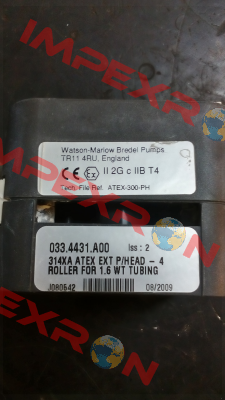 Watson-Marlow Bredel Pumps
TR11 4RU, England
CE Ex II 2G c IIB T4
Tech. File Ref. ATEX-300-PH
033.4431.A00 Iss: 2
314XA ATEX EXT P/HEAD - 4
ROLLER FOR 1.6 WT TUBING
J080542 08/2009
IMPEXRON
IMPEXRON